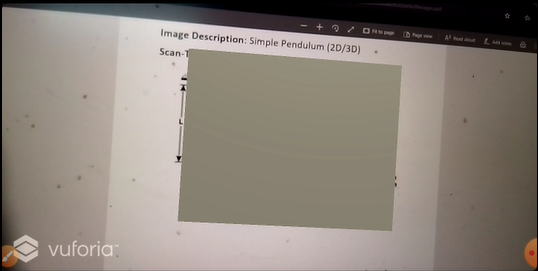 Fit to page
Page view
Read aloud
Add notes
Image Description: Simple Pendulum (2D/3D)
Scan-T
L
vuforia